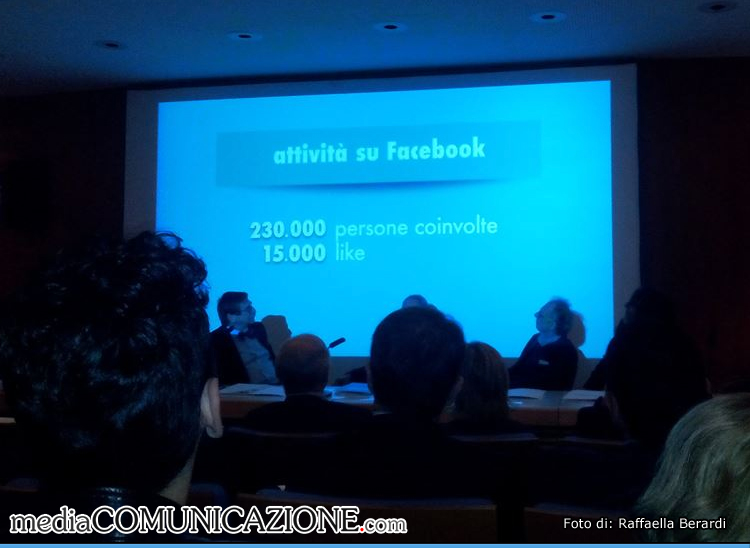 attività su Facebook
230.000 persone coinvolte
15.000 like
mediaCOMUNICAZIONE.com
Foto di: Raffaella Berardi